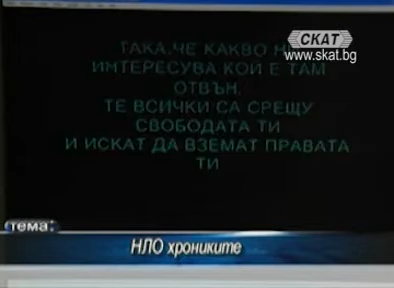 СКАТ
www.skat.bg
ТАКА,ЧЕ КАКВО НИ
ИНТЕРЕСУВА КОЙ Е ТАМ
ОТВЪН.
ТЕ ВСИЧКИ СА СРЕЩУ
СВОБОДАТА ТИ
И ИСКАТ ДА ВЗЕМАТ ПРАВАТА
ТИ
тема:
НЛО хрониките